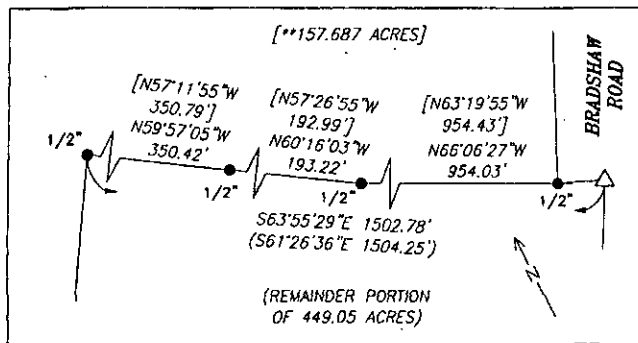 [**157.687 ACRES]
[N57°11'55"W
350.79']
N59°57'05"W
350.42'
[N57°26'55"W
192.99']
N60°16'03"W
193.22'
[N63°19'55"W
954.43']
N66°06'27"W
954.03'
BRADSHAW
ROAD
1/2"
1/2"
1/2"
1/2"
S63°55'29"E 1502.78'
(S61°26'36"E 1504.25')
N
(REMAINDER PORTION
OF 449.05 ACRES)